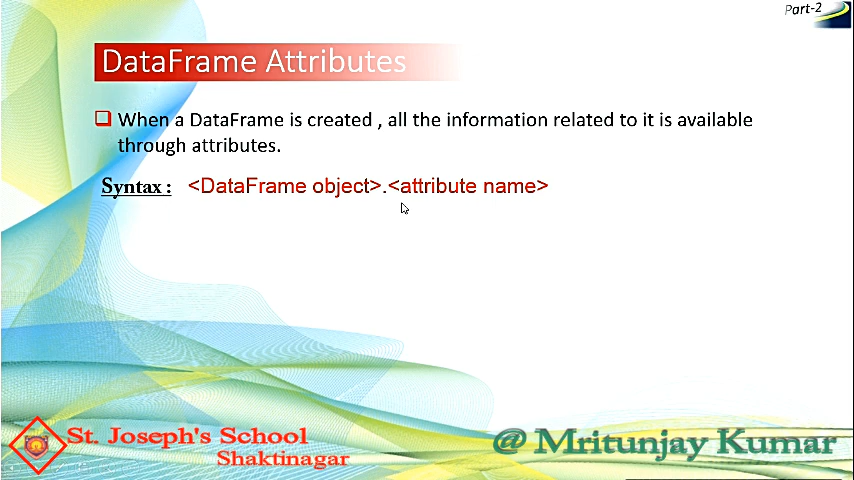 Part-2
DataFrame Attributes
When a DataFrame is created , all the information related to it is available
through attributes.
Syntax : <DataFrame object>.<attribute name>
St. Joseph's School
Shaktinagar
@ Mritunjay Kumar